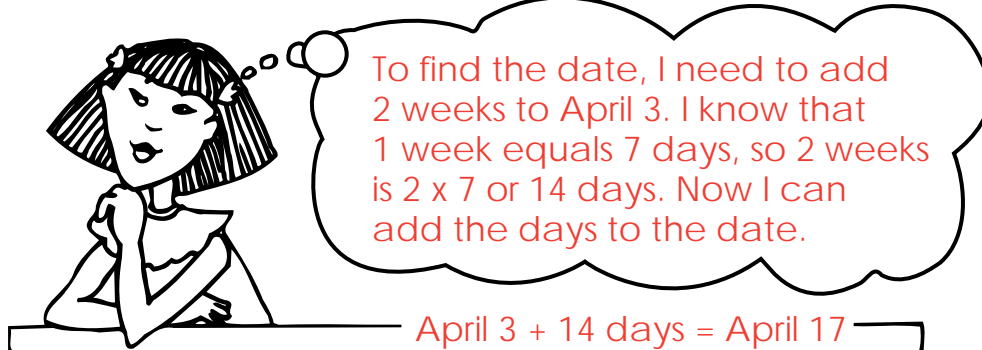 To find the date, I need to add
2 weeks to April 3. I know that
1 week equals 7 days, so 2 weeks
is 2 x 7 or 14 days. Now I can
add the days to the date.
April 3 + 14 days = April 17